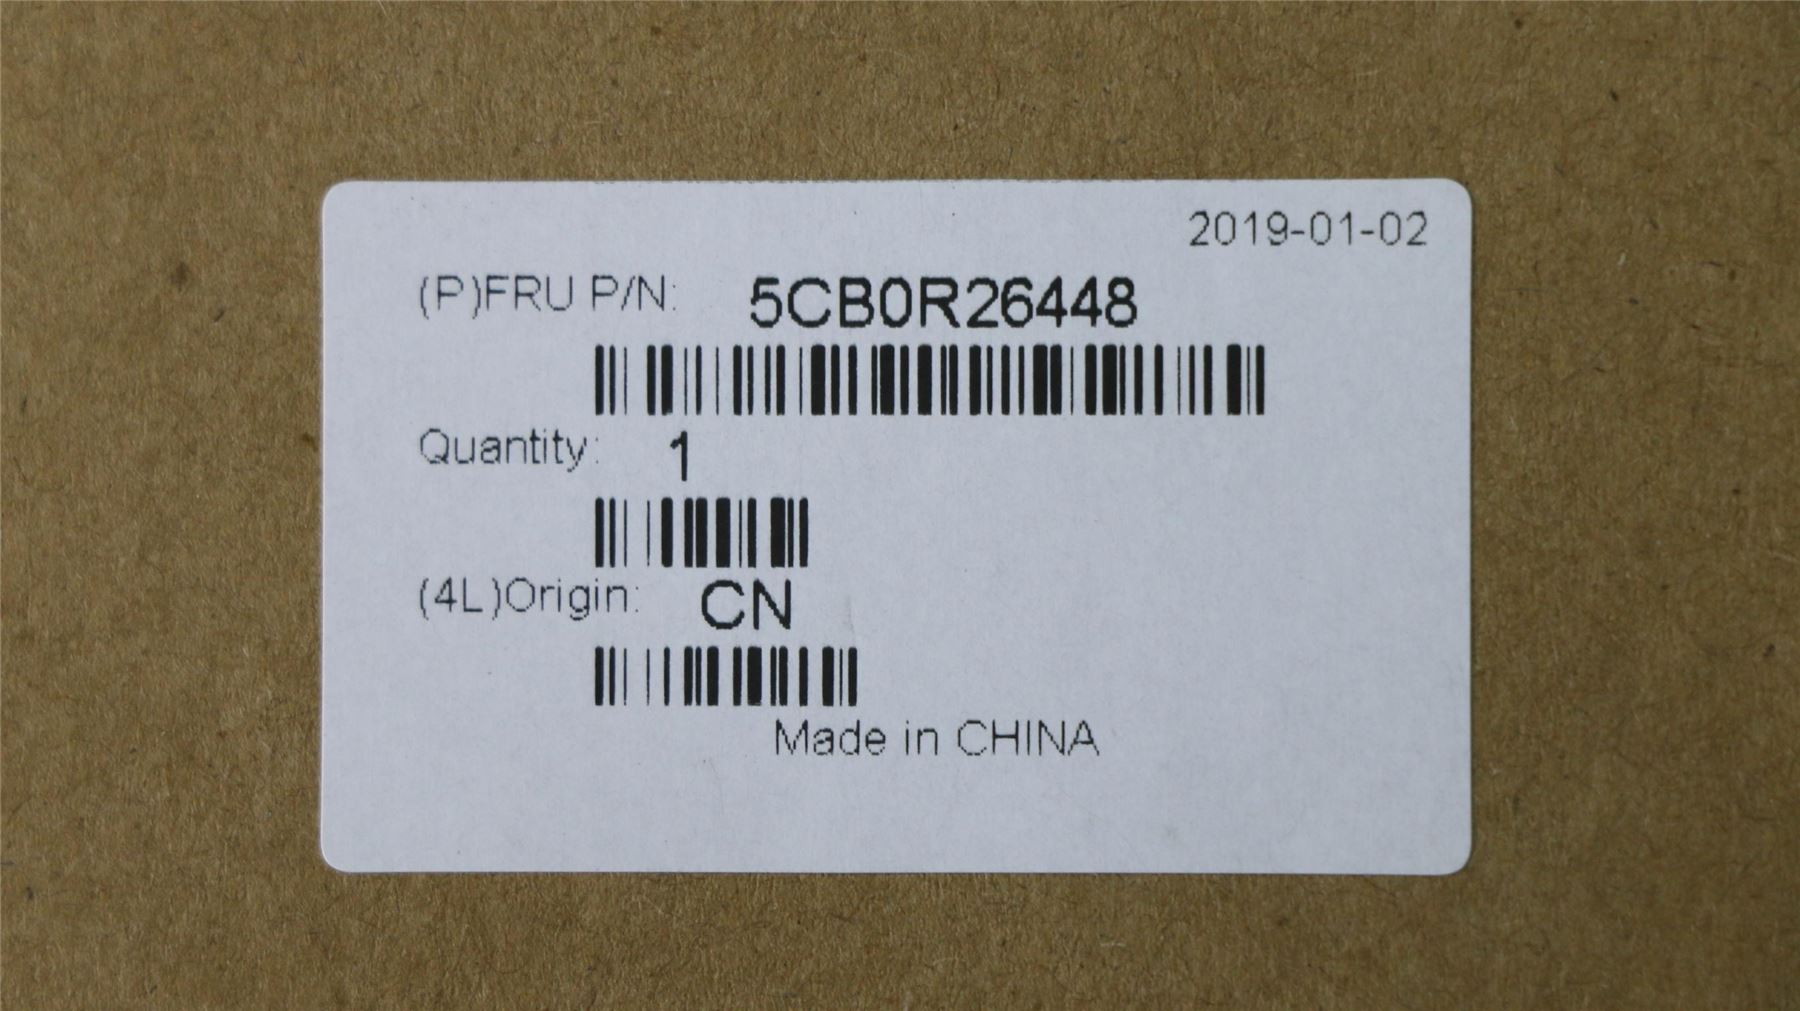 2019-01-02
(P)FRU P/N: 5CB0R26448
Quantity: 1
(4L)Origin: CN
Made in CHINA